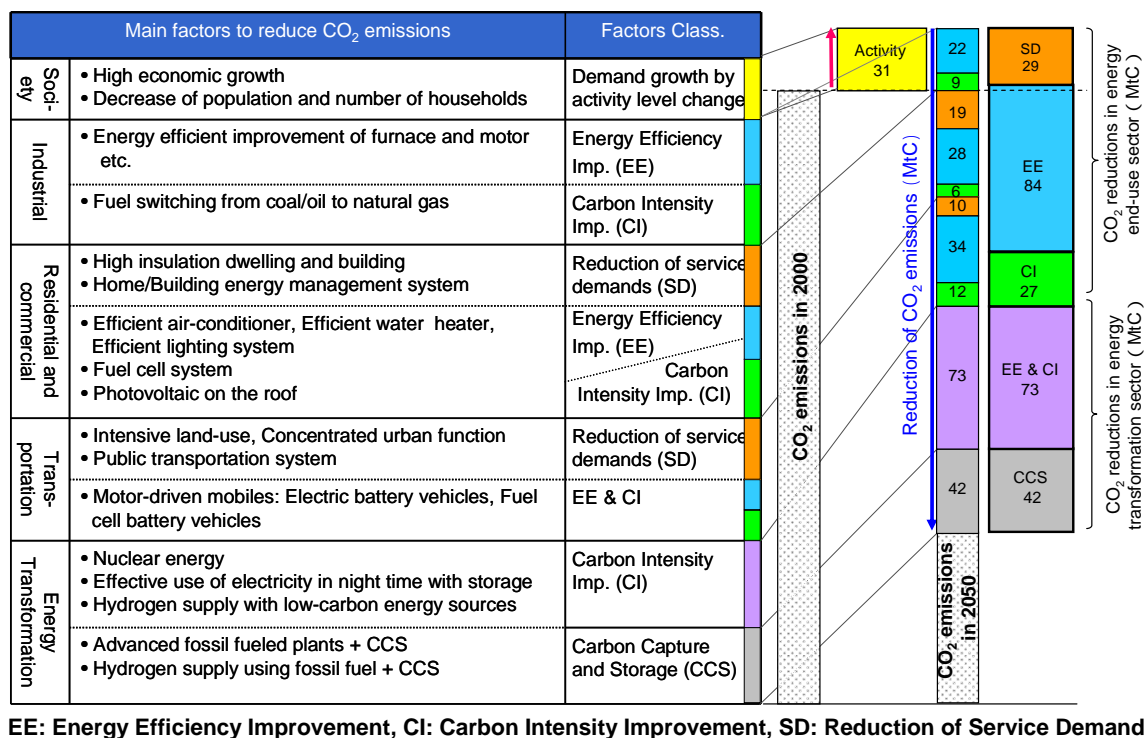 Main factors to reduce CO2 emissions
Factors Class.
Soci-
ety
• High economic growth
• Decrease of population and number of households
Demand growth by
activity level change
Industrial
• Energy efficient improvement of furnace and motor
etc.
Energy Efficiency
Imp. (EE)
• Fuel switching from coal/oil to natural gas
Carbon Intensity
Imp. (CI)
Residential and
commercial
• High insulation dwelling and building
• Home/Building energy management system
Reduction of service
demands (SD)
• Efficient air-conditioner, Efficient water heater,
Efficient lighting system
• Fuel cell system
• Photovoltaic on the roof
Energy Efficiency
Imp. (EE)
Carbon
Intensity Imp. (CI)
Trans-
portation
• Intensive land-use, Concentrated urban function
• Public transportation system
Reduction of service
demands (SD)
• Motor-driven mobiles: Electric battery vehicles, Fuel
cell battery vehicles
EE & CI
Energy
Transformation
• Nuclear energy
• Effective use of electricity in night time with storage
• Hydrogen supply with low-carbon energy sources
Carbon Intensity
Imp. (CI)
• Advanced fossil fueled plants + CCS
• Hydrogen supply using fossil fuel + CCS
Carbon Capture
and Storage (CCS)
CO2 emissions in 2000
Activity
31
Reduction of CO2 emissions (MtC)
22
9
19
28
6
10
34
12
73
42
CO2 emissions
in 2050
SD
29
EE
84
CI
27
EE & CI
73
CCS
42
CO2 reductions in energy
end-use sector (MtC)
CO2 reductions in energy
transformation sector (MtC)
EE: Energy Efficiency Improvement, CI: Carbon Intensity Improvement, SD: Reduction of Service Demand